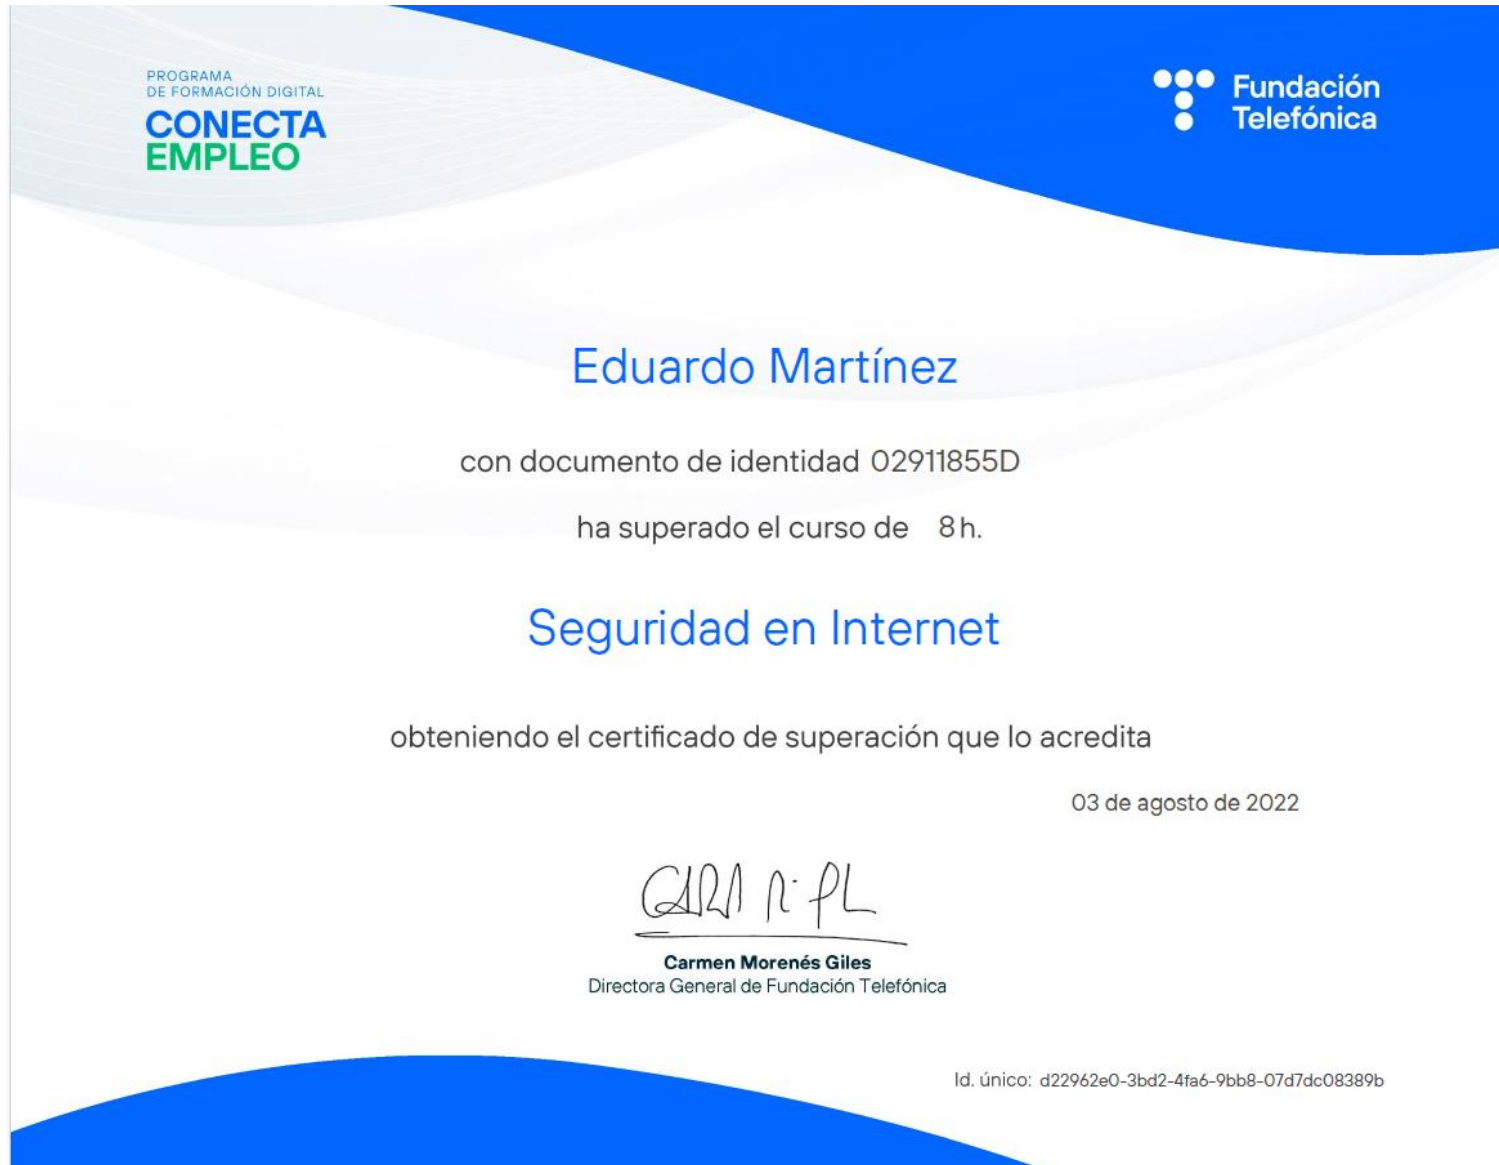 PROGRAMA
DE FORMACIÓN DIGITAL
CONECTA
EMPLEO
Fundación
Telefónica
Eduardo Martínez
con documento de identidad 02911855D
ha superado el curso de 8 h.
Seguridad en Internet
obteniendo el certificado de superación que lo acredita
03 de agosto de 2022
Carmen Morenés Giles
Directora General de Fundación Telefónica
Id. único: d22962e0-3bd2-4fa6-9bb8-07d7dc08389b